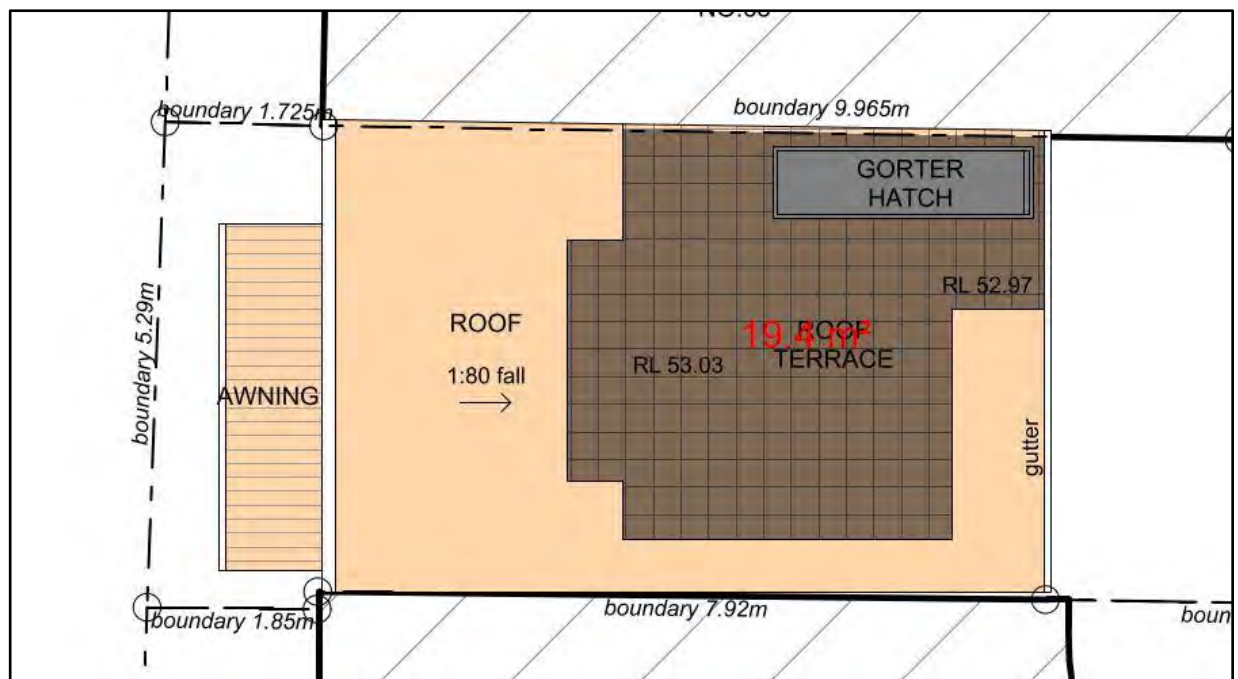 boundary 1.725m
boundary 9.965m
GORTER
HATCH
RL 52.97
ROOF
19.4 m²
ROOF
TERRACE
RL 53.03
1:80 fall
AWNING
boundary 5.29m
gutter
boundary 7.92m
boundary 1.85m